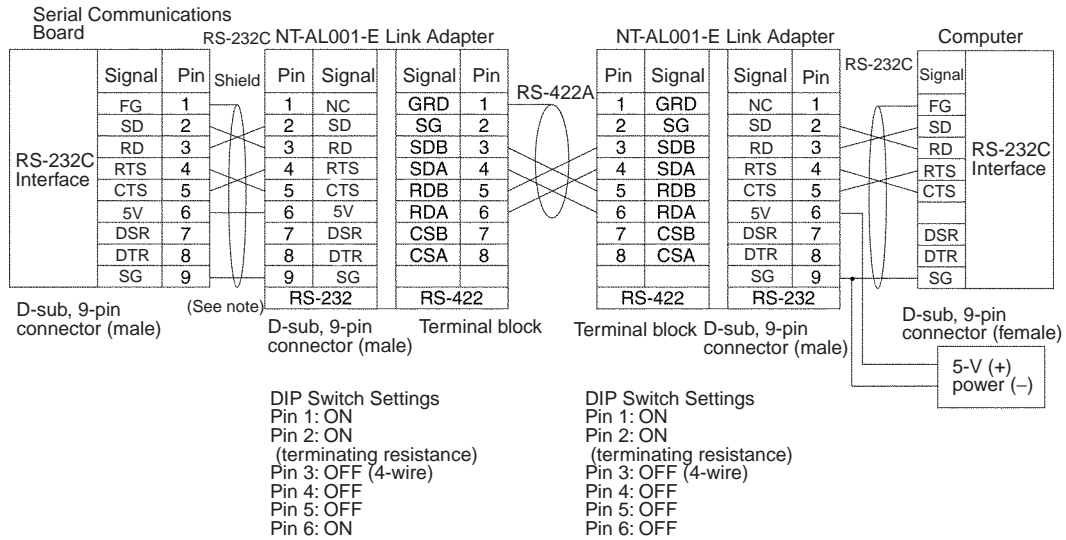 Serial Communications
Board
RS-232C NT-AL001-E Link Adapter NT-AL001-E Link Adapter Computer
Signal Pin Shield Pin Signal Signal Pin RS-422A Pin Signal Signal Pin RS-232C Signal
FG 1 1 NC GRD 1 1 GRD NC 1 FG
SD 2 2 SD SG 2 2 SG SD 2 SD
RD 3 3 RD SDB 3 3 SDB RD 3 RD
RS-232C
Interface
RTS 4 4 RTS SDA 4 4 SDA RTS 4 RTS
RS-232C
Interface
CTS 5 5 CTS RDB 5 5 RDB CTS 5 CTS
5V 6 6 5V RDA 6 6 RDA 5V 6
DSR 7 7 DSR CSB 7 7 CSB DSR 7 DSR
DTR 8 8 DTR CSA 8 8 CSA DTR 8 DTR
SG 9 9 SG SG 9 SG
RS-232 RS-422 RS-422 RS-232
D-sub, 9-pin
connector (male)
(See note)
D-sub, 9-pin
connector (male)
Terminal block
Terminal block
D-sub, 9-pin
connector (male)
D-sub, 9-pin
connector (female)
5-V (+)
power (–)
DIP Switch Settings
Pin 1: ON
Pin 2: ON
(terminating resistance)
Pin 3: OFF (4-wire)
Pin 4: OFF
Pin 5: OFF
Pin 6: ON
DIP Switch Settings
Pin 1: ON
Pin 2: ON
(terminating resistance)
Pin 3: OFF (4-wire)
Pin 4: OFF
Pin 5: OFF
Pin 6: OFF